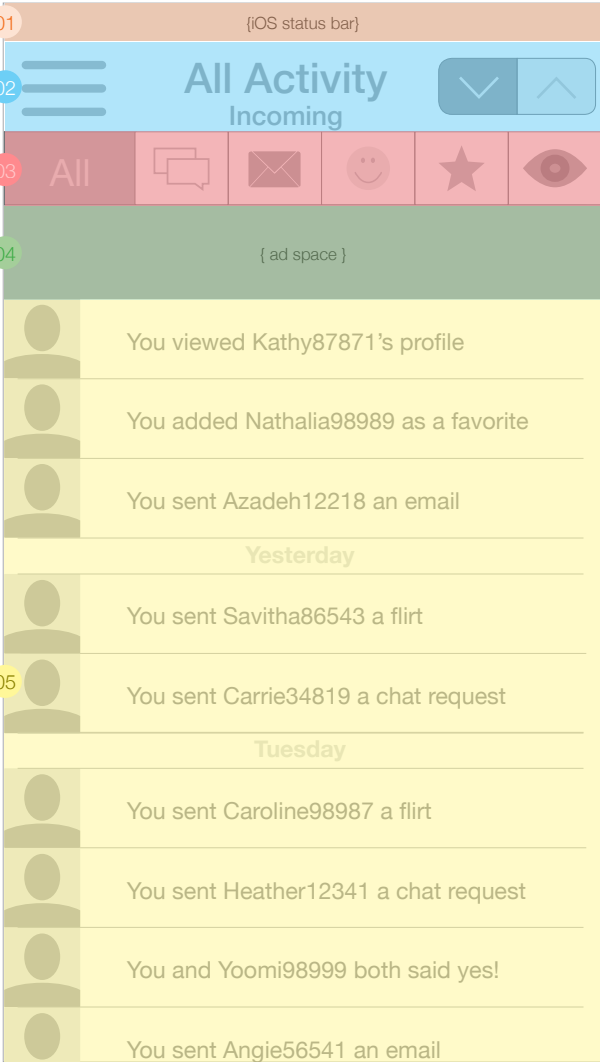 01
{iOS status bar}
02
All Activity
Incoming
03
All
04
{ ad space }
You viewed Kathy87871’s profile
You added Nathalia98989 as a favorite
You sent Azadeh12218 an email
Yesterday
You sent Savitha86543 a flirt
05
You sent Carrie34819 a chat request
Tuesday
You sent Caroline98987 a flirt
You sent Heather12341 a chat request
You and Yoomi98999 both said yes!
You sent Angie56541 an email